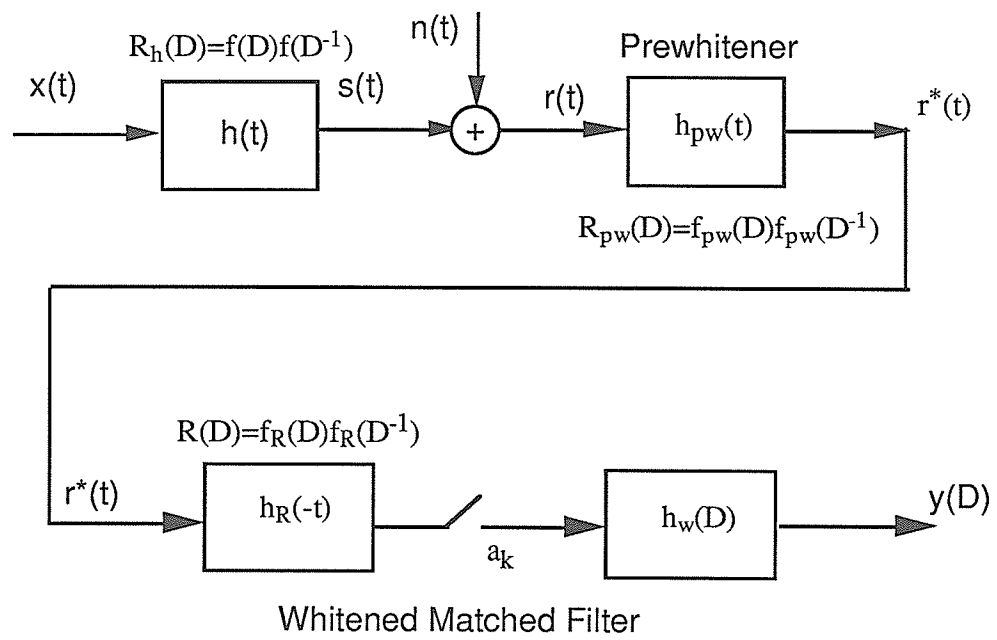 R_h(D)=f(D)f(D^-1)
n(t)
Prewhitener
x(t)
s(t)
r(t)
r*(t)
h(t)
+
h_pw(t)
R_pw(D)=f_pw(D)f_pw(D^-1)
R(D)=f_R(D)f_R(D^-1)
r*(t)
h_R(-t)
a_k
h_w(D)
y(D)
Whitened Matched Filter